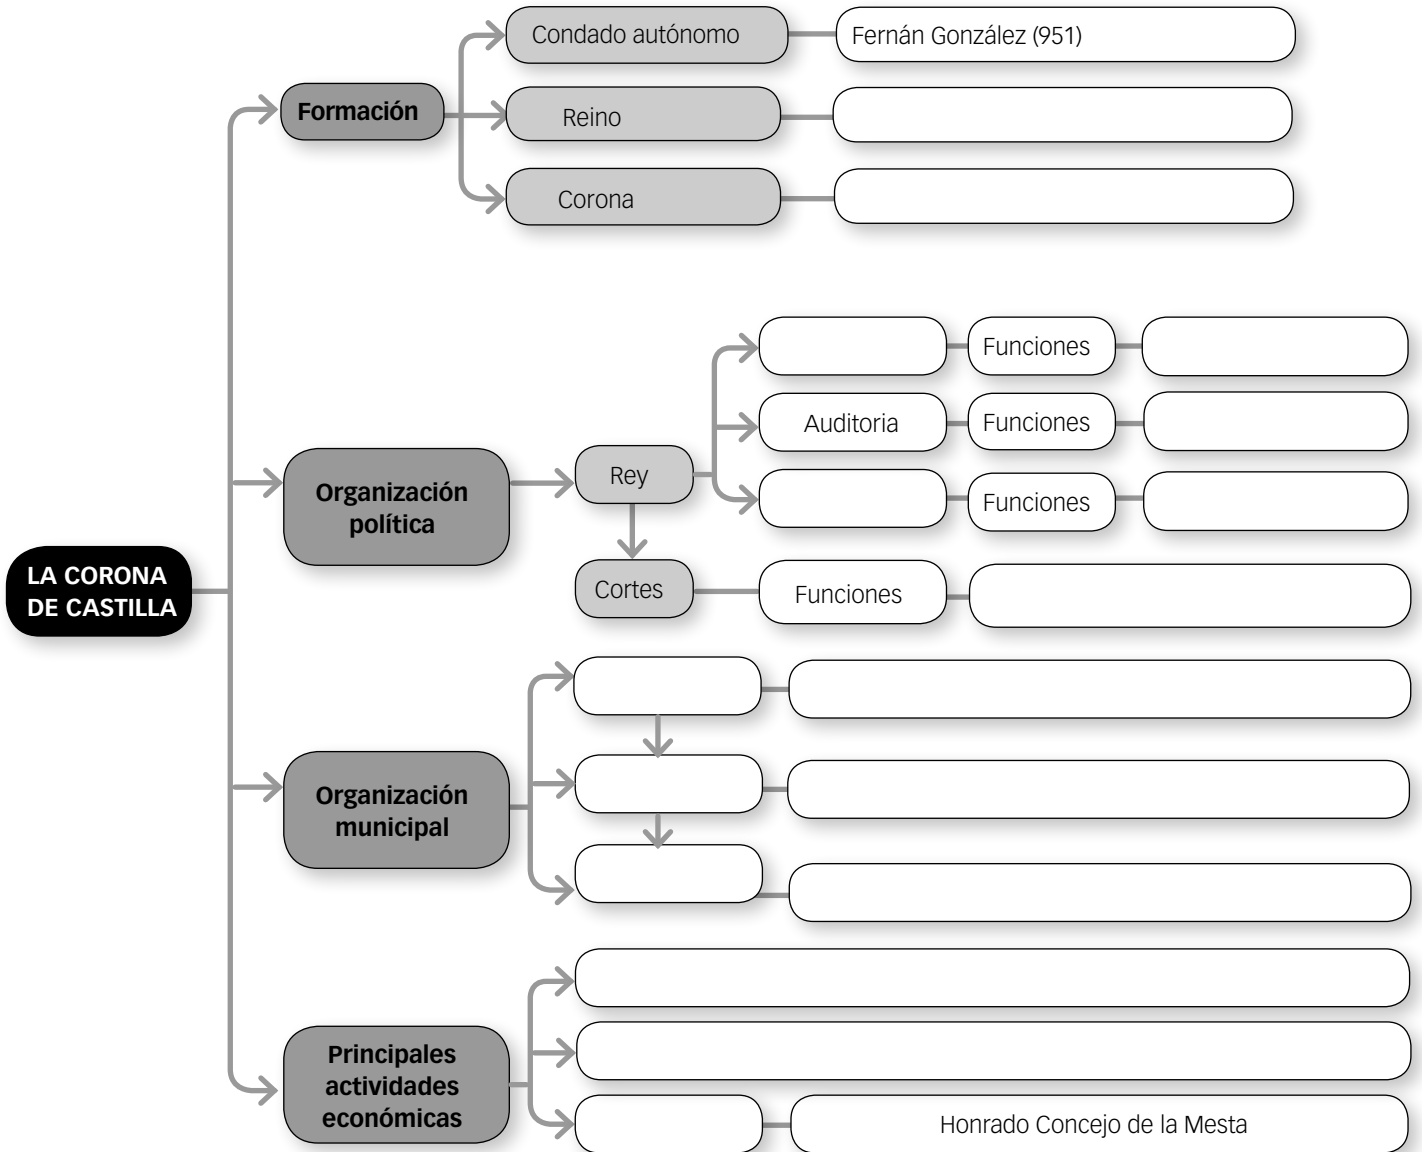 Condado autónomo
Fernán González (951)
Formación
Reino
Corona
Funciones
Auditoria
Funciones
Rey
Organización
política
Funciones
LA CORONA
DE CASTILLA
Cortes
Funciones
Organización
municipal
Principales
actividades
económicas
Honrado Concejo de la Mesta